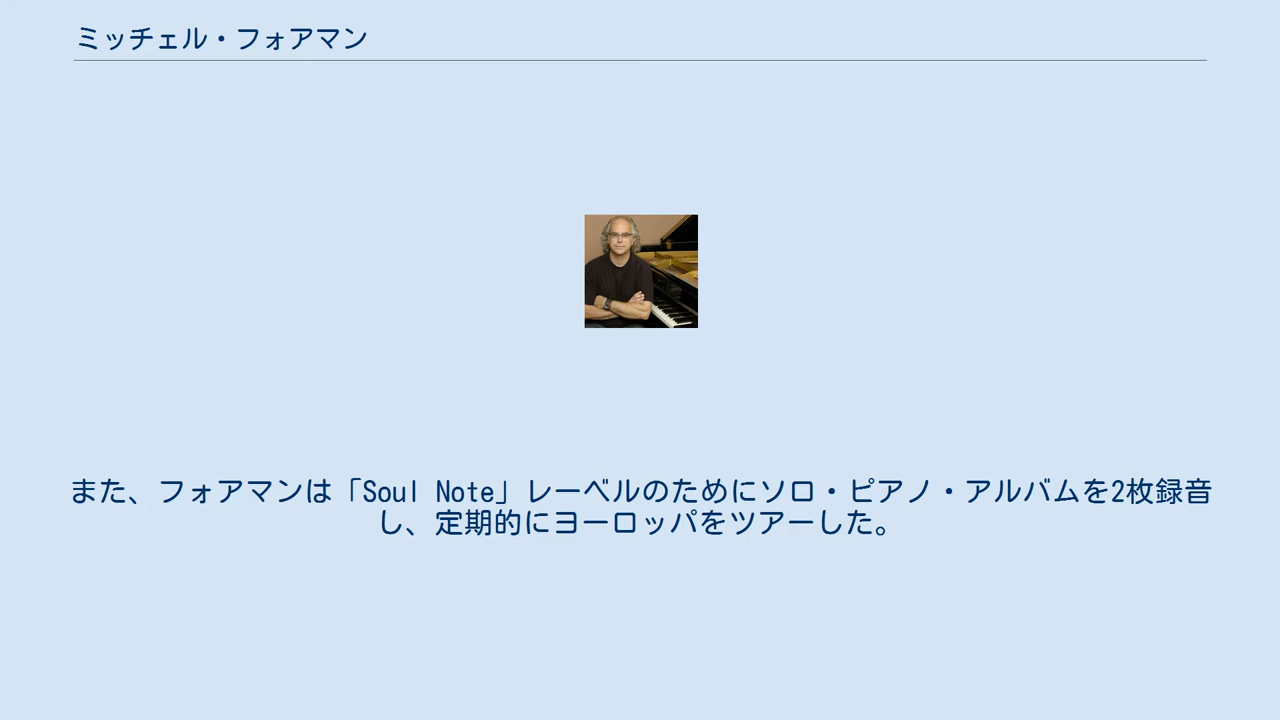 ミッチェル・フォアマン
また、フォアマンは「Soul Note」レーベルのためにソロ・ピアノ・アルバムを2枚録音
し、定期的にヨーロッパをツアーした。